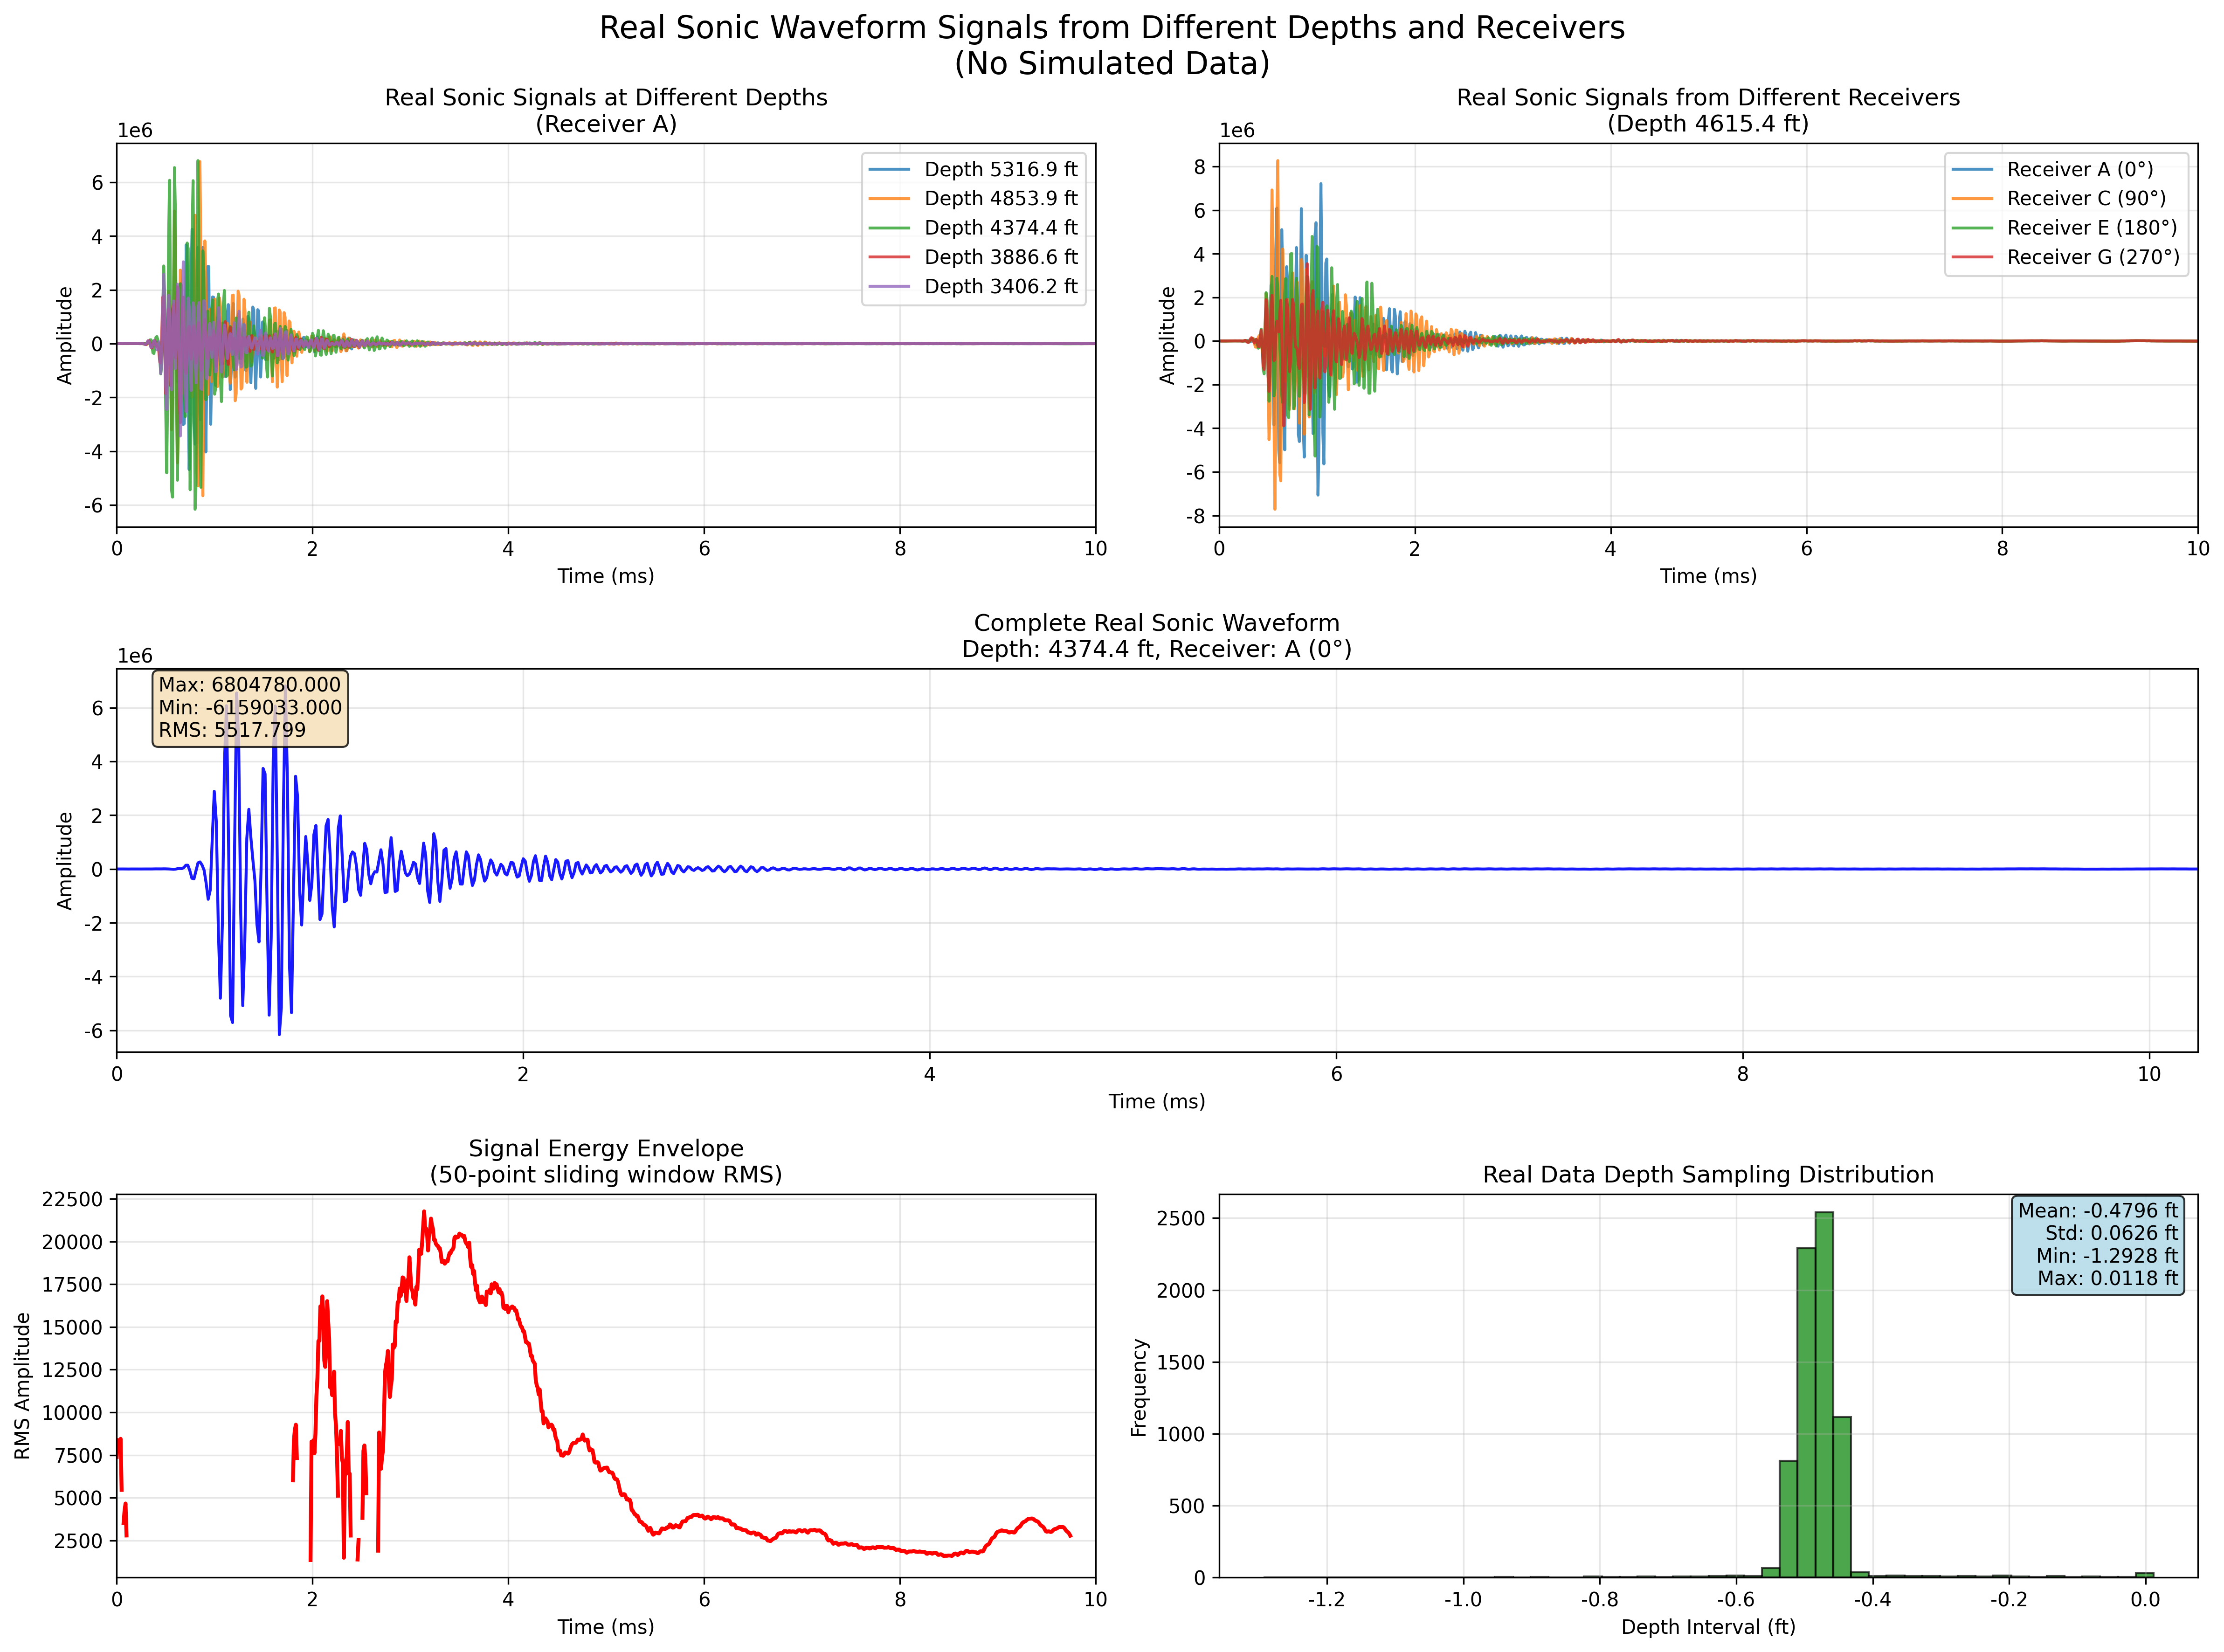 Real Sonic Waveform Signals from Different Depths and Receivers
(No Simulated Data)
Real Sonic Signals at Different Depths
(Receiver A)
1e6
6
4
2
0
-2
-4
-6
Amplitude
0 2 4 6 8 10
Time (ms)
Depth 5316.9 ft
Depth 4853.9 ft
Depth 4374.4 ft
Depth 3886.6 ft
Depth 3406.2 ft
Real Sonic Signals from Different Receivers
(Depth 4615.4 ft)
1e6
8
6
4
2
0
-2
-4
-6
-8
Amplitude
0 2 4 6 8 10
Time (ms)
Receiver A (0°)
Receiver C (90°)
Receiver E (180°)
Receiver G (270°)
Complete Real Sonic Waveform
Depth: 4374.4 ft, Receiver: A (0°)
1e6
6
4
2
0
-2
-4
-6
Amplitude
Max: 6804780.000
Min: -6159033.000
RMS: 5517.799
0 2 4 6 8 10
Time (ms)
Signal Energy Envelope
(50-point sliding window RMS)
22500
20000
17500
15000
12500
10000
7500
5000
2500
RMS Amplitude
0 2 4 6 8 10
Time (ms)
Real Data Depth Sampling Distribution
2500
2000
1500
1000
500
0
Frequency
Mean: -0.4796 ft
Std: 0.0626 ft
Min: -1.2928 ft
Max: 0.0118 ft
-1.2 -1.0 -0.8 -0.6 -0.4 -0.2 0.0
Depth Interval (ft)